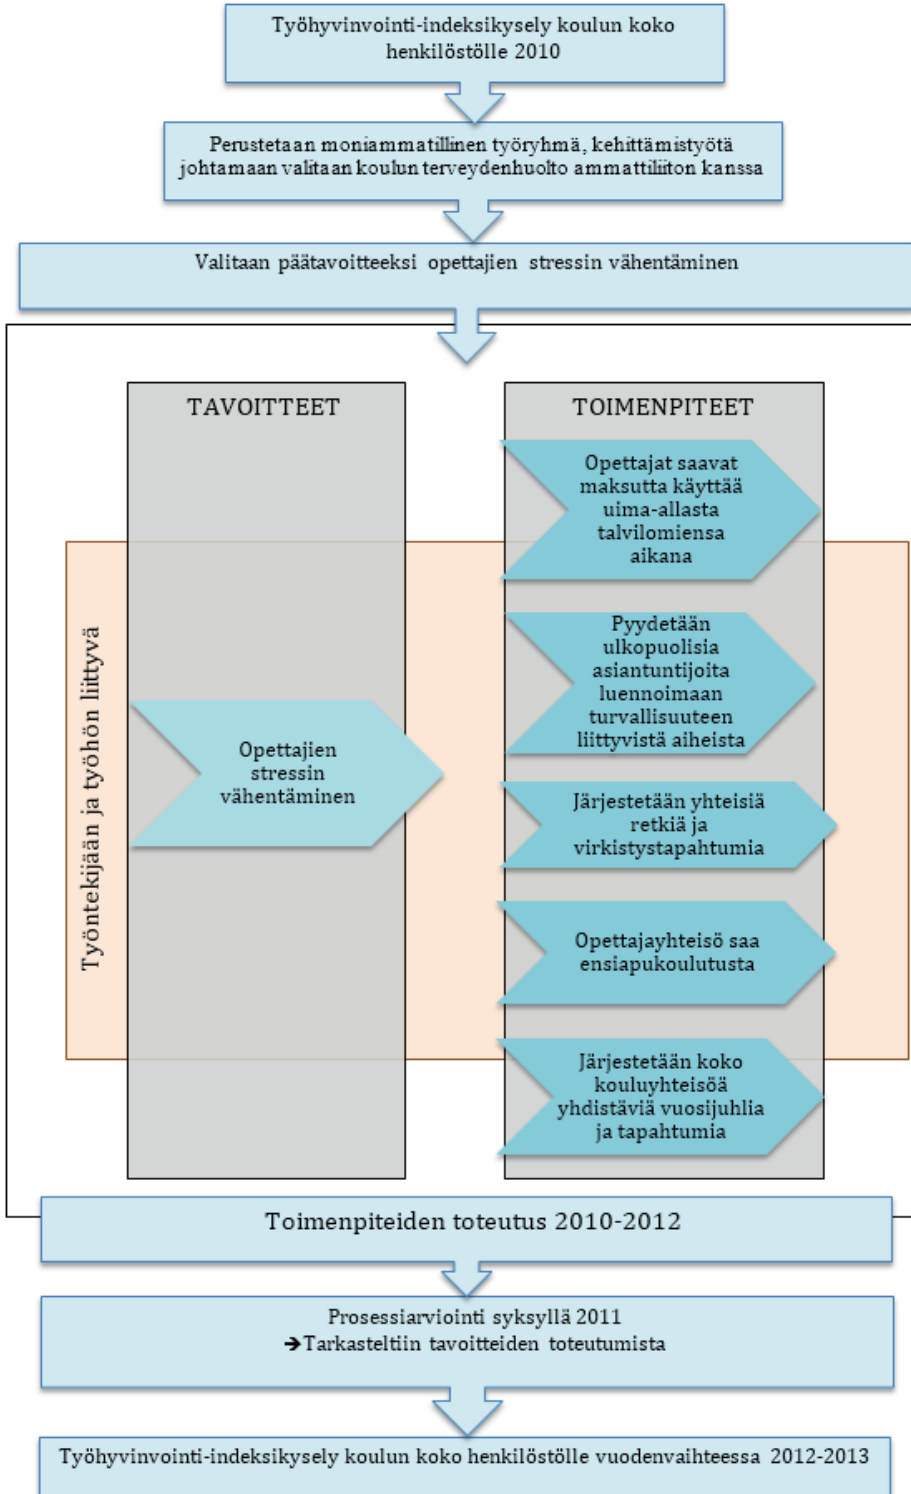 Työhyvinvointi-indeksikysely koulun koko
henkilöstölle 2010
Perustetaan moniammatillinen työryhmä, kehittämistyötä
johtamaan valitaan koulun terveydenhuolto ammattiliiton kanssa
Valitaan päätavoitteeksi opettajien stressin vähentäminen
Työntekijään ja työhön liittyvä
TAVOITTEET
Opettajien
stressin
vähentäminen
TOIMENPITEET
Opettajat saavat
maksutta käyttää
uima-allasta
talvilomiensa
aikana
Pyydetään
ulkopuolisia
asiantuntijoita
luennoimaan
turvallisuuteen
liittyvistä aiheista
Järjestetään yhteisiä
retkiä ja
virkistystapahtumia
Opettajayhteisö saa
ensiapukoulutusta
Järjestetään koko
kouluyhteisöä
yhdistäviä vuosijuhlia
ja tapahtumia
Toimenpiteiden toteutus 2010-2012
Prosessiarviointi syksyllä 2011
➔Tarkasteltiin tavoitteiden toteutumista
Työhyvinvointi-indeksikysely koulun koko henkilöstölle vuodenvaihteessa 2012-2013